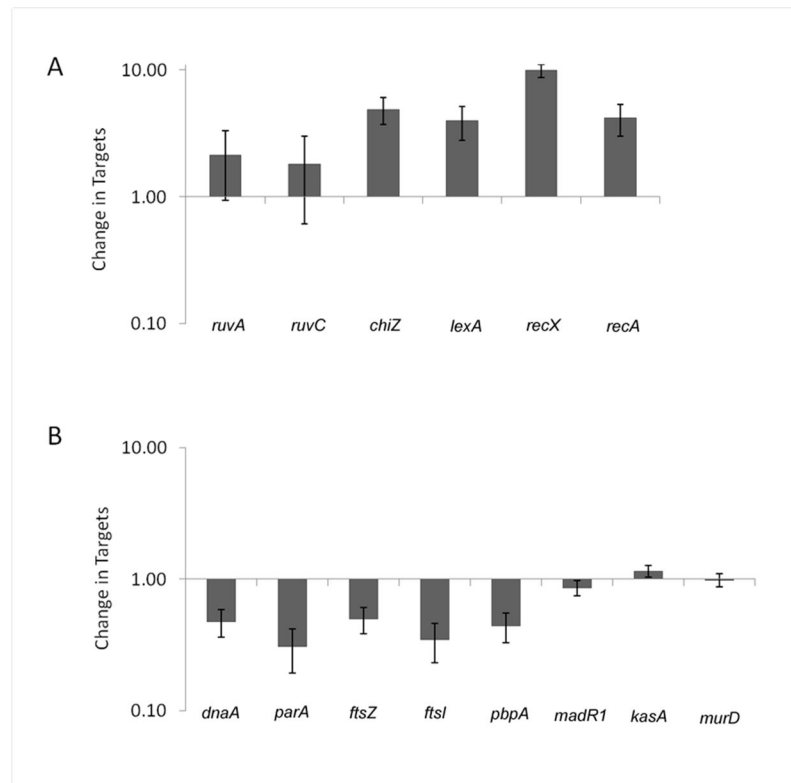 A
10.00
1.00
0.10
Change in Targets
ruvA ruvC chiZ lexA recX recA
B
10.00
1.00
0.10
Change in Targets
dnaA parA ftsZ ftsI pbpA madR1 kasA murD